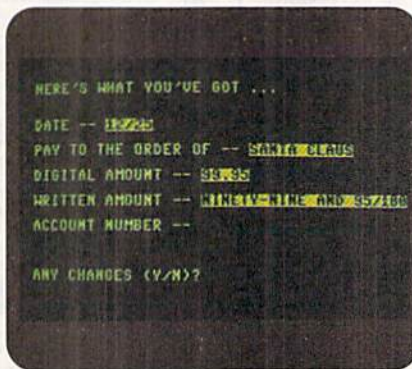 HERE'S WHAT YOU'VE GOT ...
DATE -- 12/25
PAY TO THE ORDER OF -- SANTA CLAUS
DIGITAL AMOUNT -- 99.95
WRITTEN AMOUNT -- NINETY-NINE AND 95/100
ACCOUNT NUMBER --
ANY CHANGES (Y/N)?